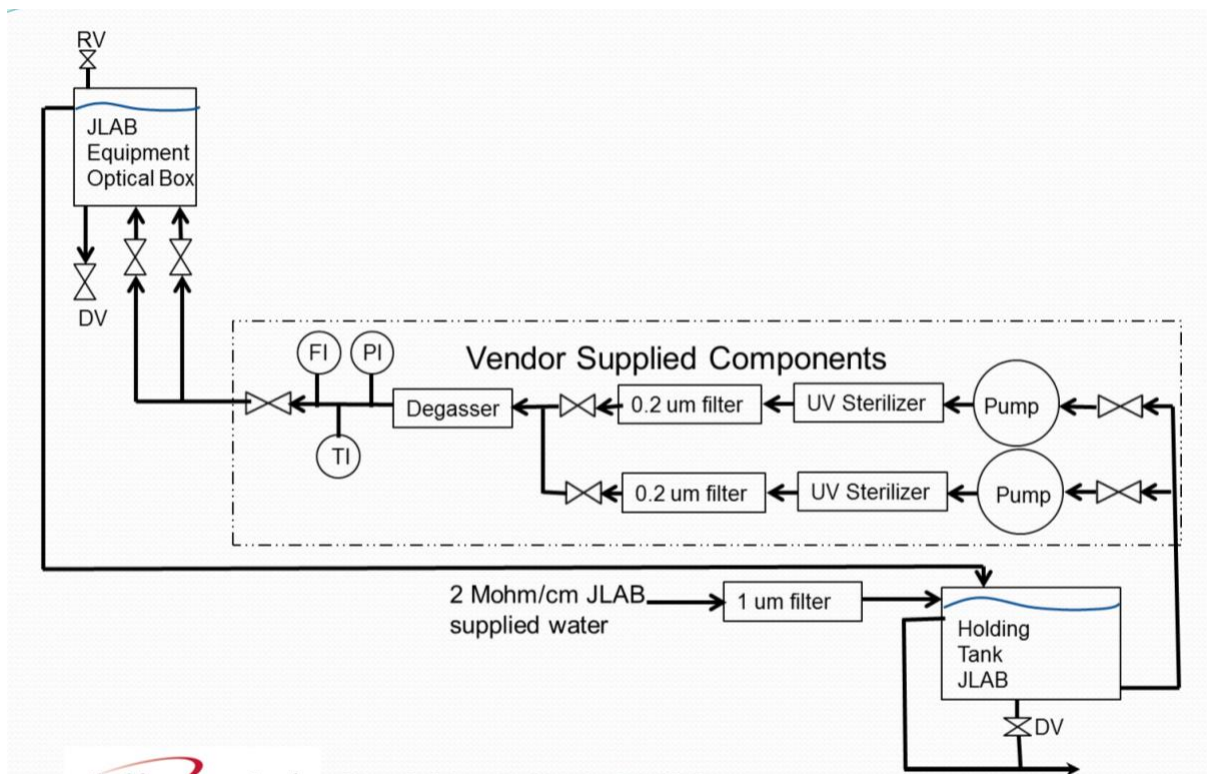 RV
JLAB
Equipment
Optical Box
DV
Vendor Supplied Components
FI
PI
TI
Degasser
0.2 um filter
UV Sterilizer
Pump
0.2 um filter
UV Sterilizer
Pump
2 Mohm/cm JLAB
supplied water
1 um filter
Holding
Tank
JLAB
DV